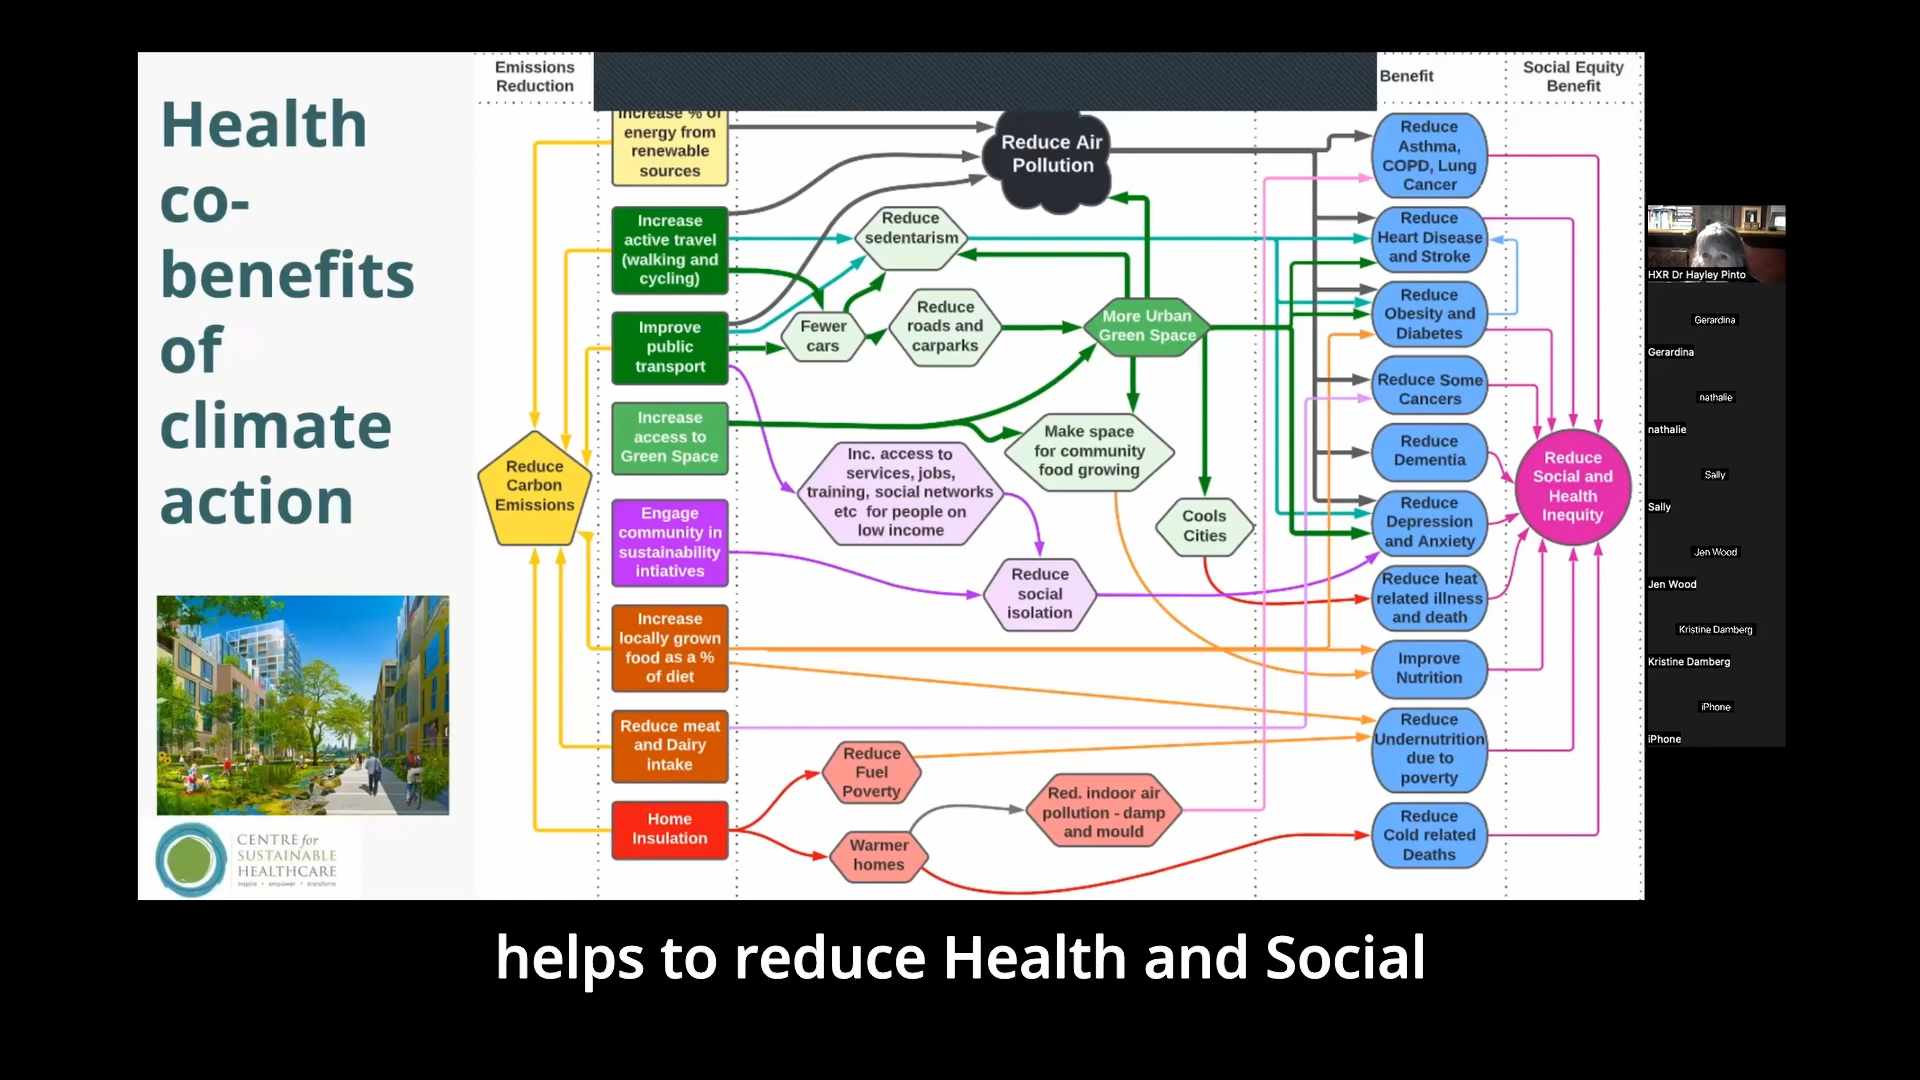 Health
co-
benefits
of
climate
action
CENTRE for
SUSTAINABLE
HEALTHCARE
inspire • empower • transform
Emissions
Reduction
Benefit
Social Equity
Benefit
Increase % of
energy from
renewable
sources
Increase
active travel
(walking and
cycling)
Improve
public
transport
Increase
access to
Green Space
Engage
community in
sustainability
intiatives
Increase
locally grown
food as a %
of diet
Reduce meat
and Dairy
intake
Home
Insulation
Reduce
Carbon
Emissions
Reduce Air
Pollution
Reduce
sedentarism
Fewer
cars
Reduce
roads and
carparks
More Urban
Green Space
Make space
for community
food growing
Inc. access to
services, jobs,
training, social networks
etc for people on
low income
Cools
Cities
Reduce
social
isolation
Reduce
Fuel
Poverty
Warmer
homes
Red. indoor air
pollution - damp
and mould
Reduce
Asthma,
COPD, Lung
Cancer
Reduce
Heart Disease
and Stroke
Reduce
Obesity and
Diabetes
Reduce Some
Cancers
Reduce
Dementia
Reduce
Depression
and Anxiety
Reduce heat
related illness
and death
Improve
Nutrition
Reduce
Undernutrition
due to
poverty
Reduce
Cold related
Deaths
Reduce
Social and
Health
Inequity
HXR Dr Hayley Pinto
Gerardina
Gerardina
nathalie
nathalie
Sally
Sally
Jen Wood
Jen Wood
Kristine Damberg
Kristine Damberg
iPhone
iPhone
helps to reduce Health and Social